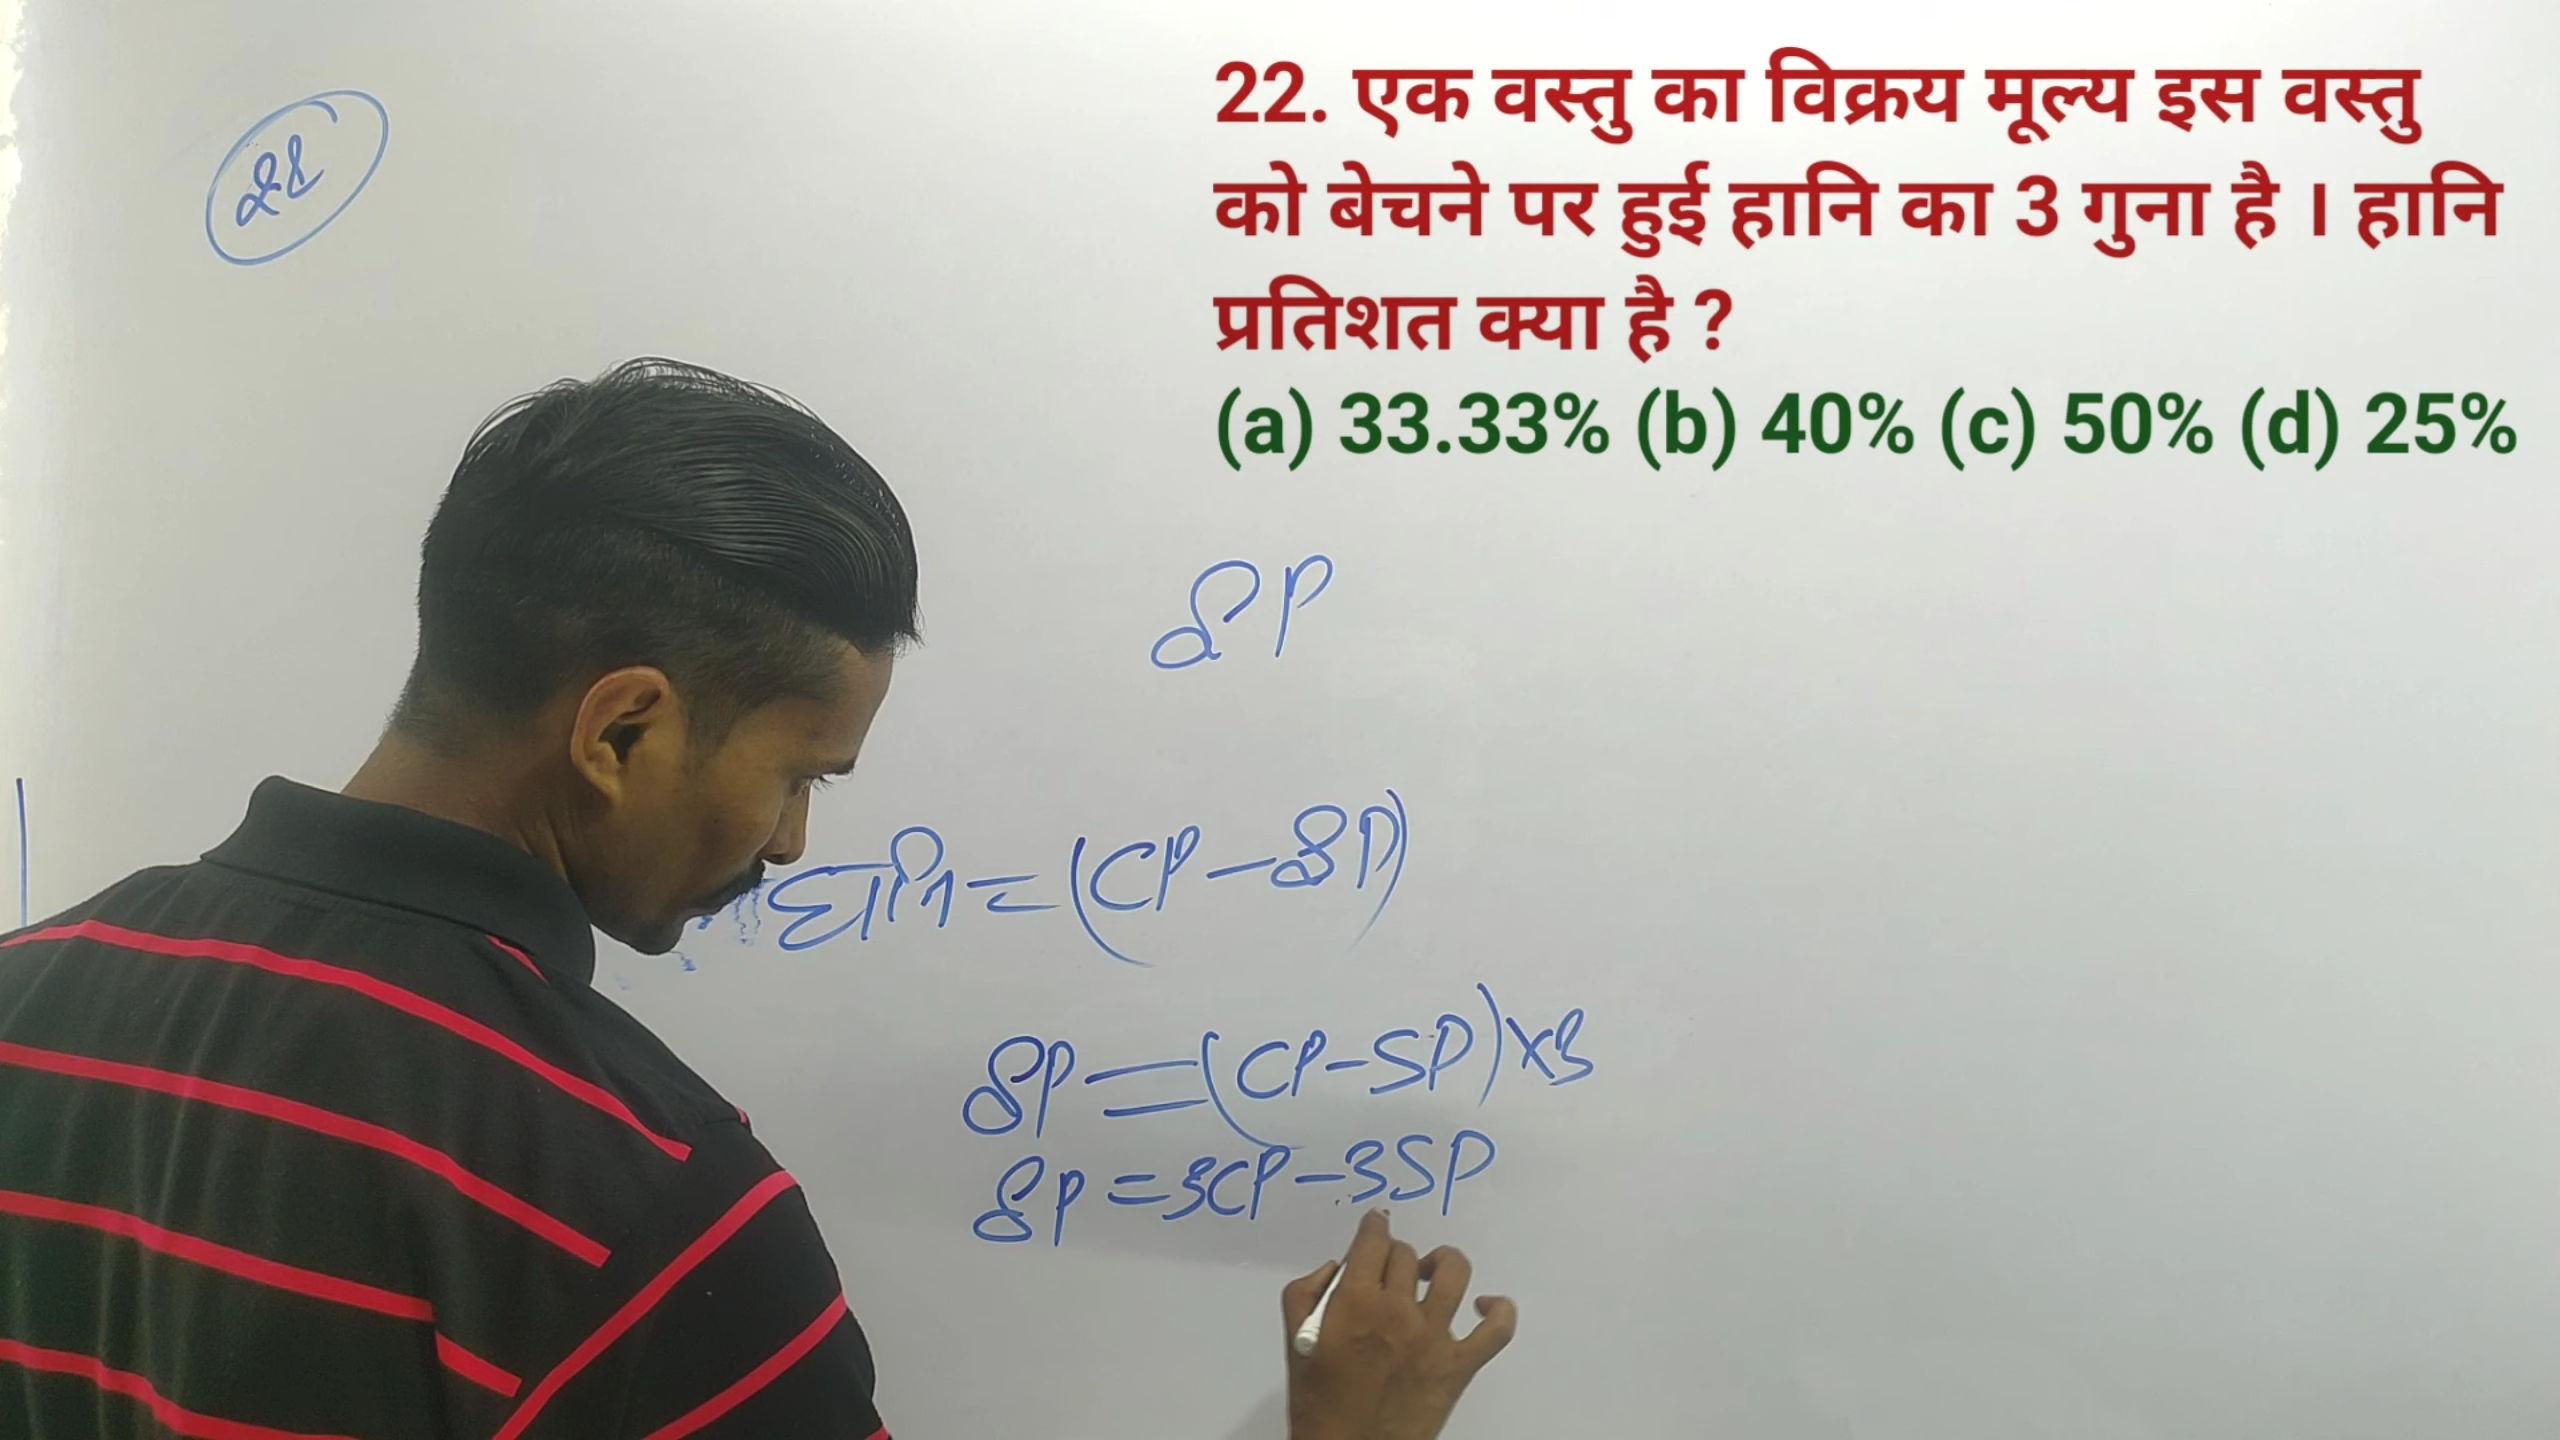 22. एक वस्तु का विक्रय मूल्य इस वस्तु
को बेचने पर हुई हानि का 3 गुना है । हानि
प्रतिशत क्या है ?
(a) 33.33% (b) 40% (c) 50% (d) 25%
SP
हानि = (CP - SP)
SP = (CP - SP) × 3
SP = 3CP - 3SP